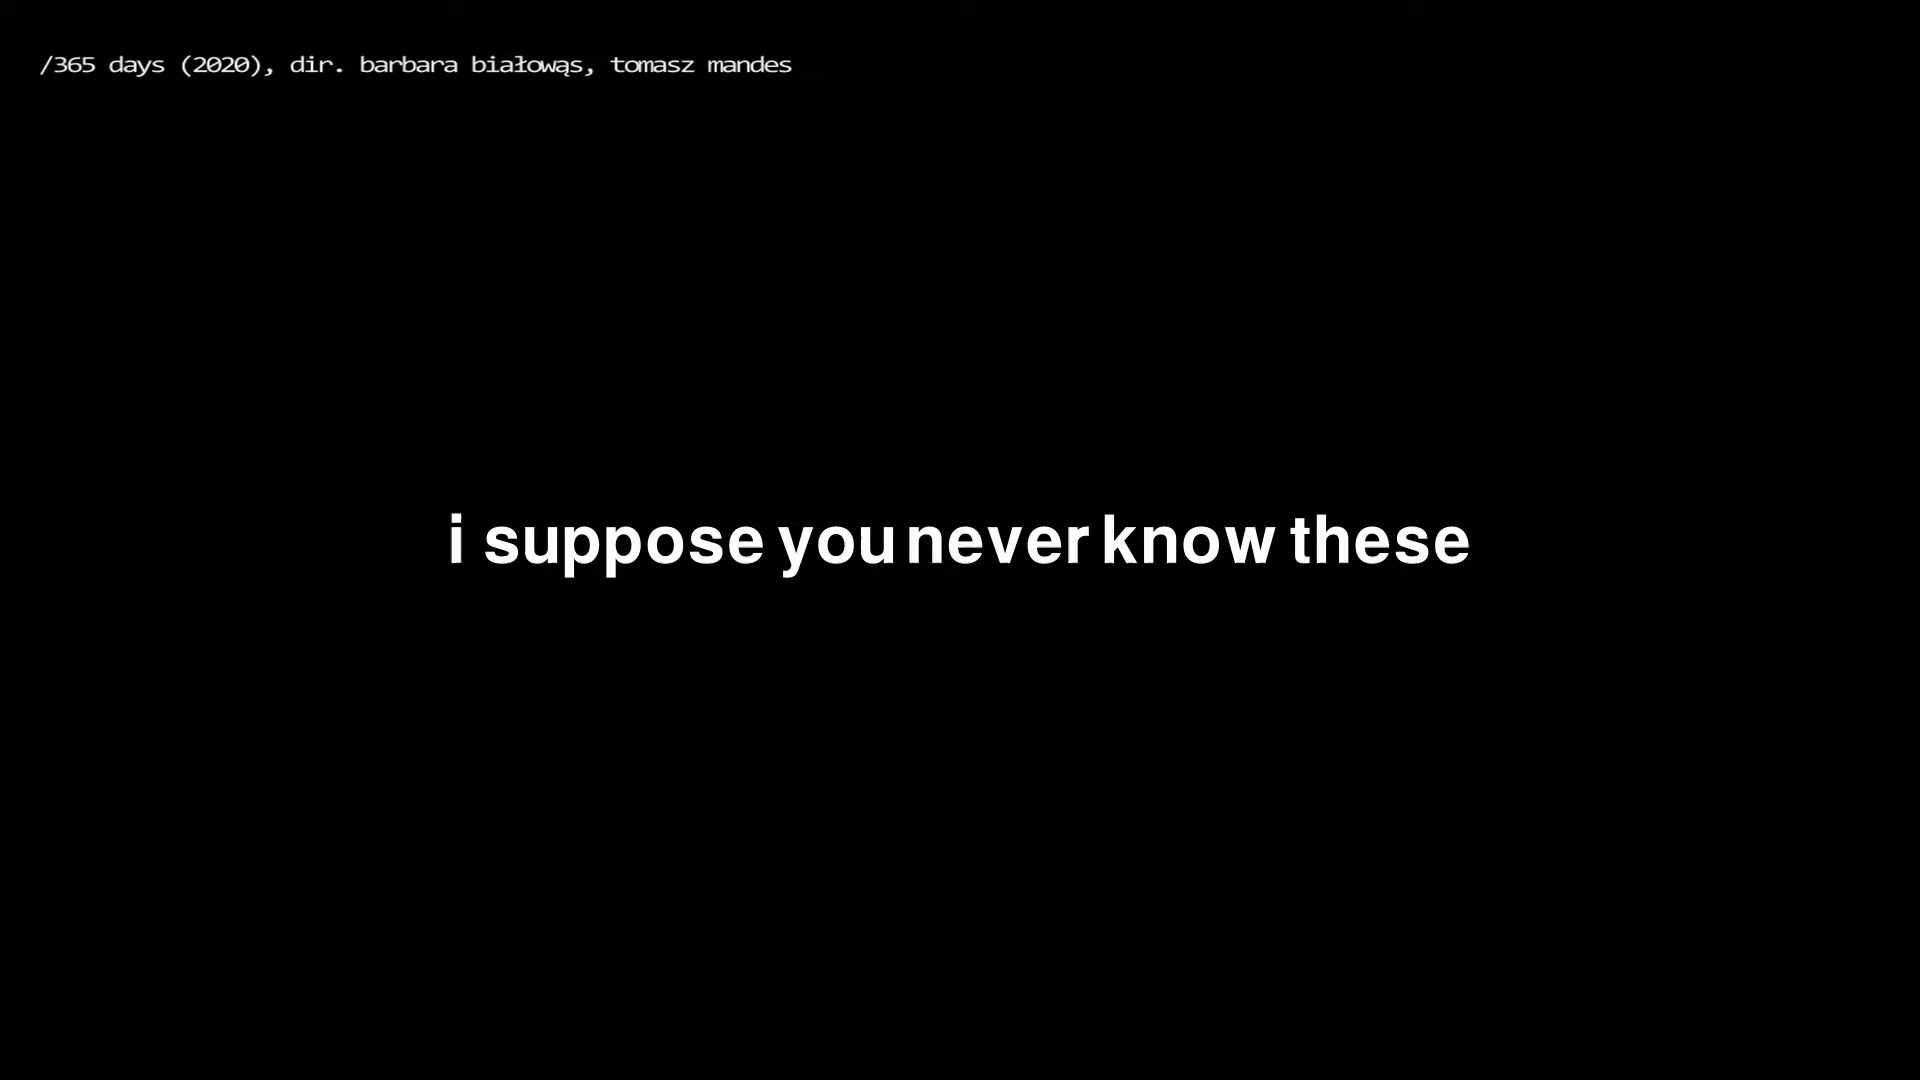 /365 days (2020), dir. barbara białowąs, tomasz mandes
i suppose you never know these